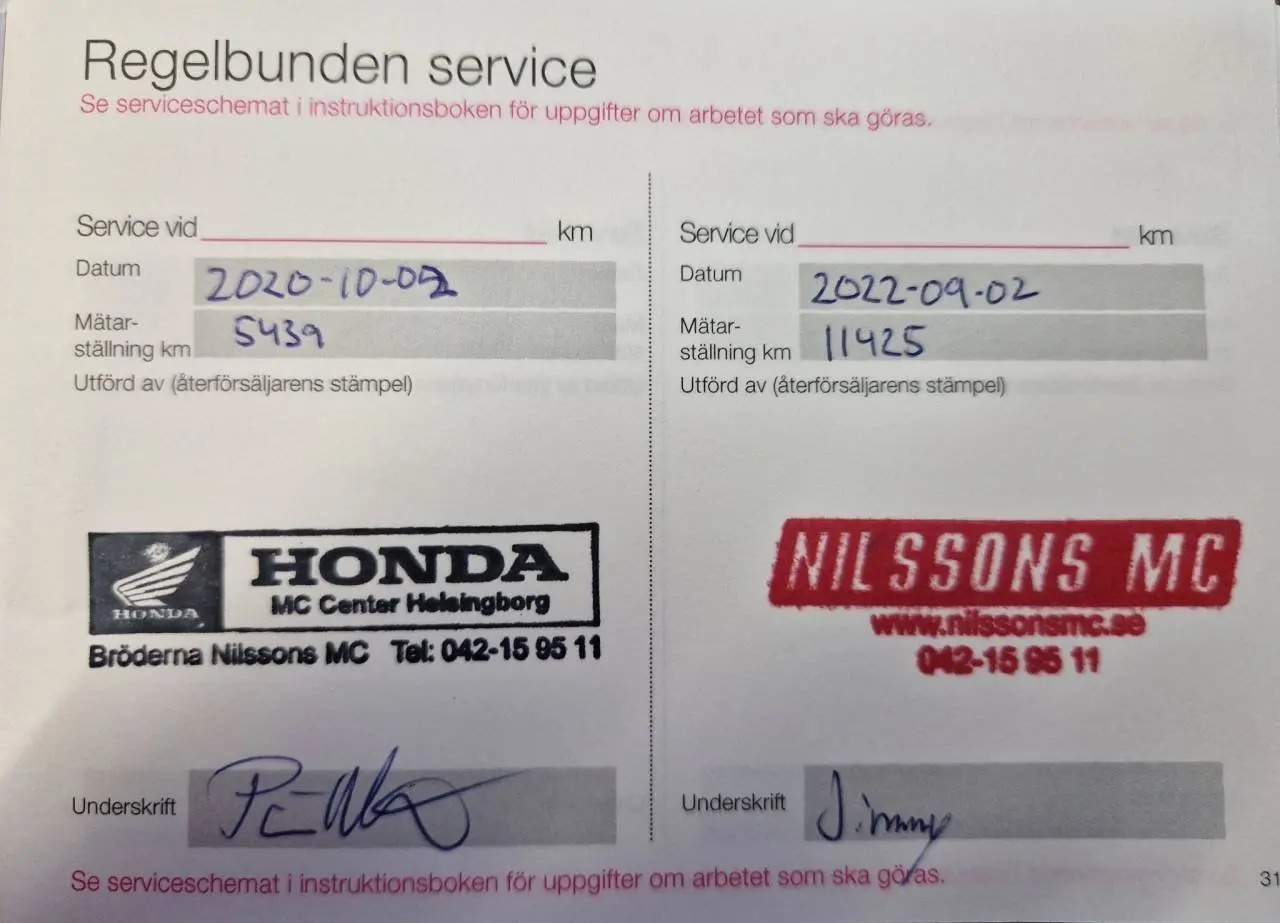 Regelbunden service
Se serviceschemat i instruktionsboken för uppgifter om arbetet som ska göras.
Service vid km
Datum 2020-10-02
Mätar-
ställning km 5439
Utförd av (återförsäljarens stämpel)
HONDA
HONDA
MC Center Helsingborg
Bröderna Nilssons MC Tel: 042-15 95 11
Underskrift
Service vid km
Datum 2022-09-02
Mätar-
ställning km 11425
Utförd av (återförsäljarens stämpel)
NILSSONS MC
www.nilssonsmc.se
042-15 95 11
Underskrift Jimmy
Se serviceschemat i instruktionsboken för uppgifter om arbetet som ska göras.
31